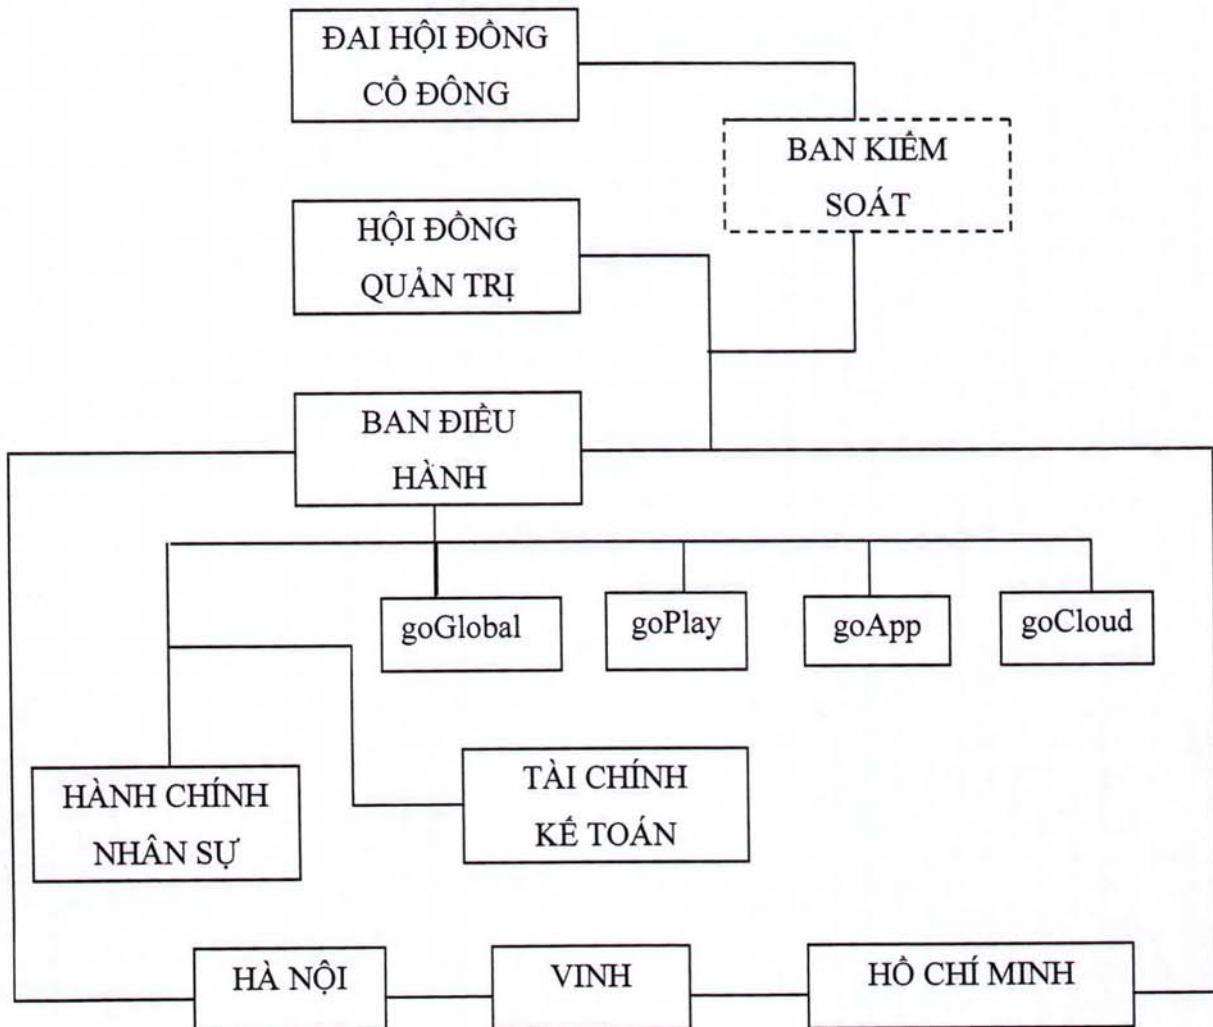 ĐAI HỘI ĐỒNG
CỔ ĐÔNG
BAN KIỂM
SOÁT
HỘI ĐỒNG
QUẢN TRỊ
BAN ĐIỀU
HÀNH
goGlobal
goPlay
goApp
goCloud
HÀNH CHÍNH
NHÂN SỰ
TÀI CHÍNH
KẾ TOÁN
HÀ NỘI
VINH
HỒ CHÍ MINH